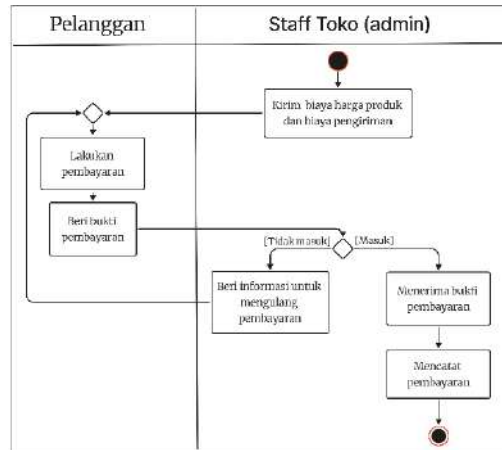 Pelanggan
Staff Toko (admin)
Kirim biaya harga produk
dan biaya pengiriman
Lakukan
pembayaran
Beri bukti
pembayaran
[Tidak masuk]
[Masuk]
Beri informasi untuk
mengulang
pembayaran
Menerima bukti
pembayaran
Mencatat
pembayaran